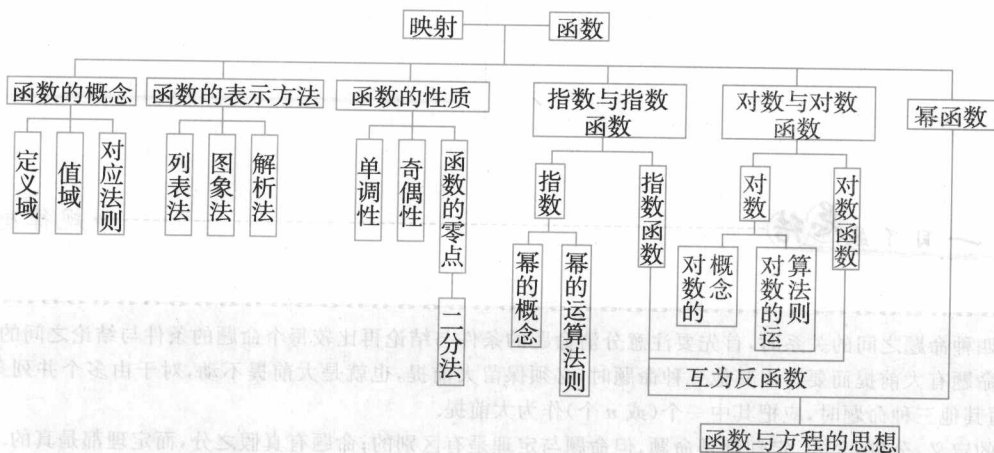 映射
函数
函数的概念
函数的表示方法
函数的性质
指数与指数
函数
对数与对数
函数
幂函数
定义域
值域
对应法则
列表法
图象法
解析法
单调性
奇偶性
函数的零点
指数
指数函数
对数
对数函数
幂的概念
幂的运算法则
对数的
概念
对数的运
算法则
二分法
互为反函数
函数与方程的思想